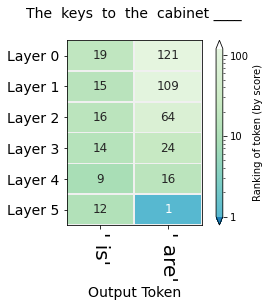 The keys to the cabinet ____
Layer 0 19 121
Layer 1 15 109
Layer 2 16 64
Layer 3 14 24
Layer 4 9 16
Layer 5 12 1
' is' ' are'
Output Token
100
10
1
Ranking of token (by score)